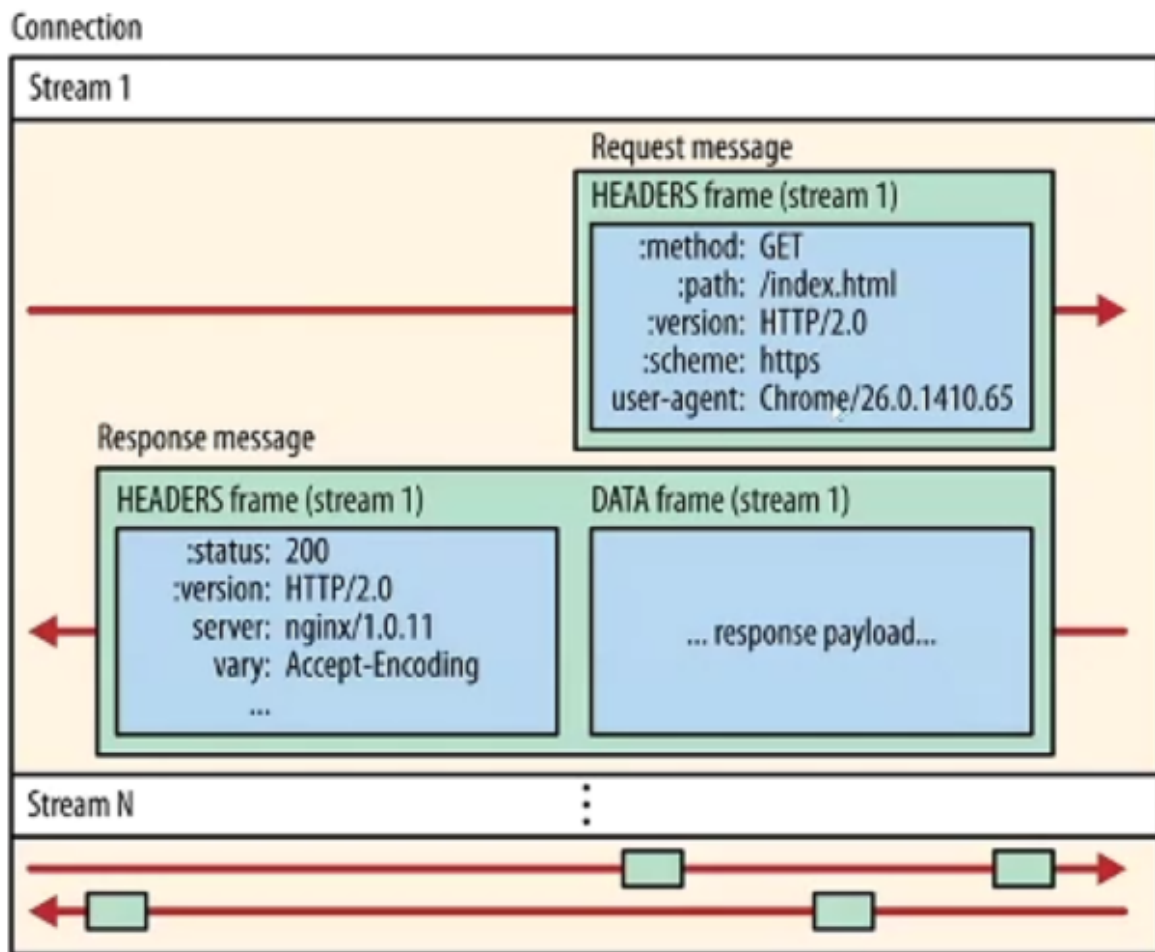 Connection
Stream 1
Request message
HEADERS frame (stream 1)
:method: GET
:path: /index.html
:version: HTTP/2.0
:scheme: https
user-agent: Chrome/26.0.1410.65
Response message
HEADERS frame (stream 1)
:status: 200
:version: HTTP/2.0
server: nginx/1.0.11
vary: Accept-Encoding
...
DATA frame (stream 1)
... response payload...
Stream N